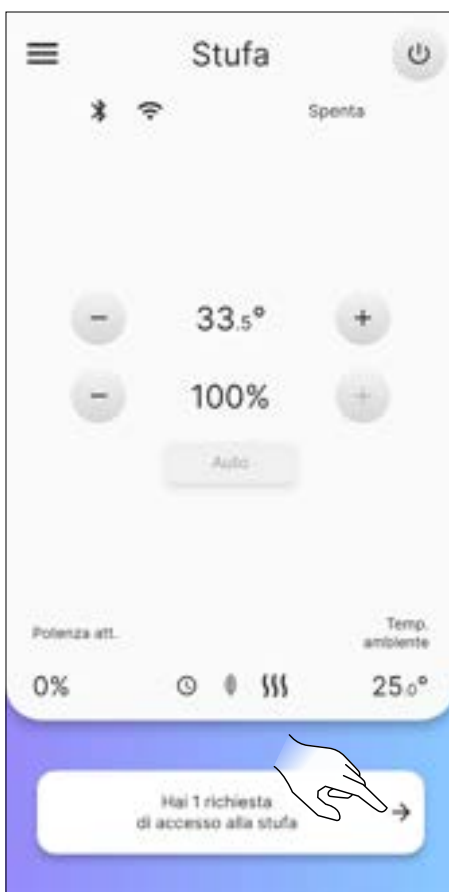 Stufa
Spenta
33.5°
100%
Auto
Potenza att.
Temp.
ambiente
0%
25.0°
Hai 1 richiesta
di accesso alla stufa